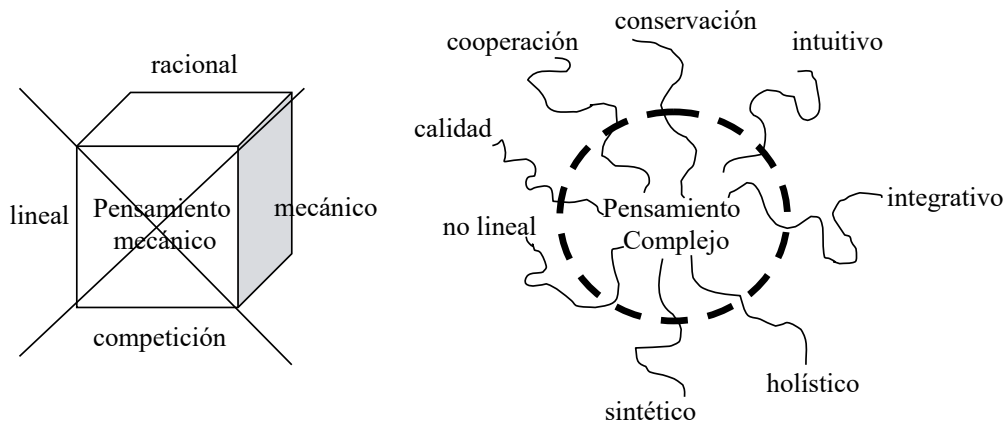 racional
lineal
Pensamiento
mecánico
mecánico
competición
conservación
cooperación
intuitivo
calidad
integrativo
no lineal
Pensamiento
Complejo
holístico
sintético